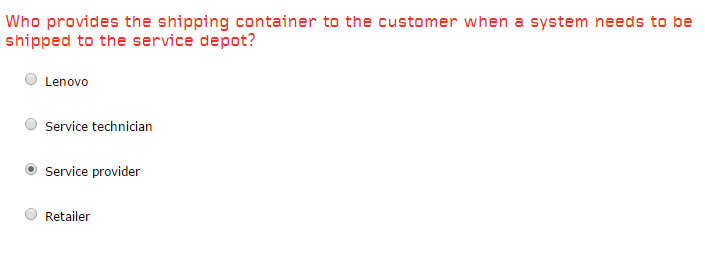 Who provides the shipping container to the customer when a system needs to be
shipped to the service depot?
Lenovo
Service technician
Service provider
Retailer